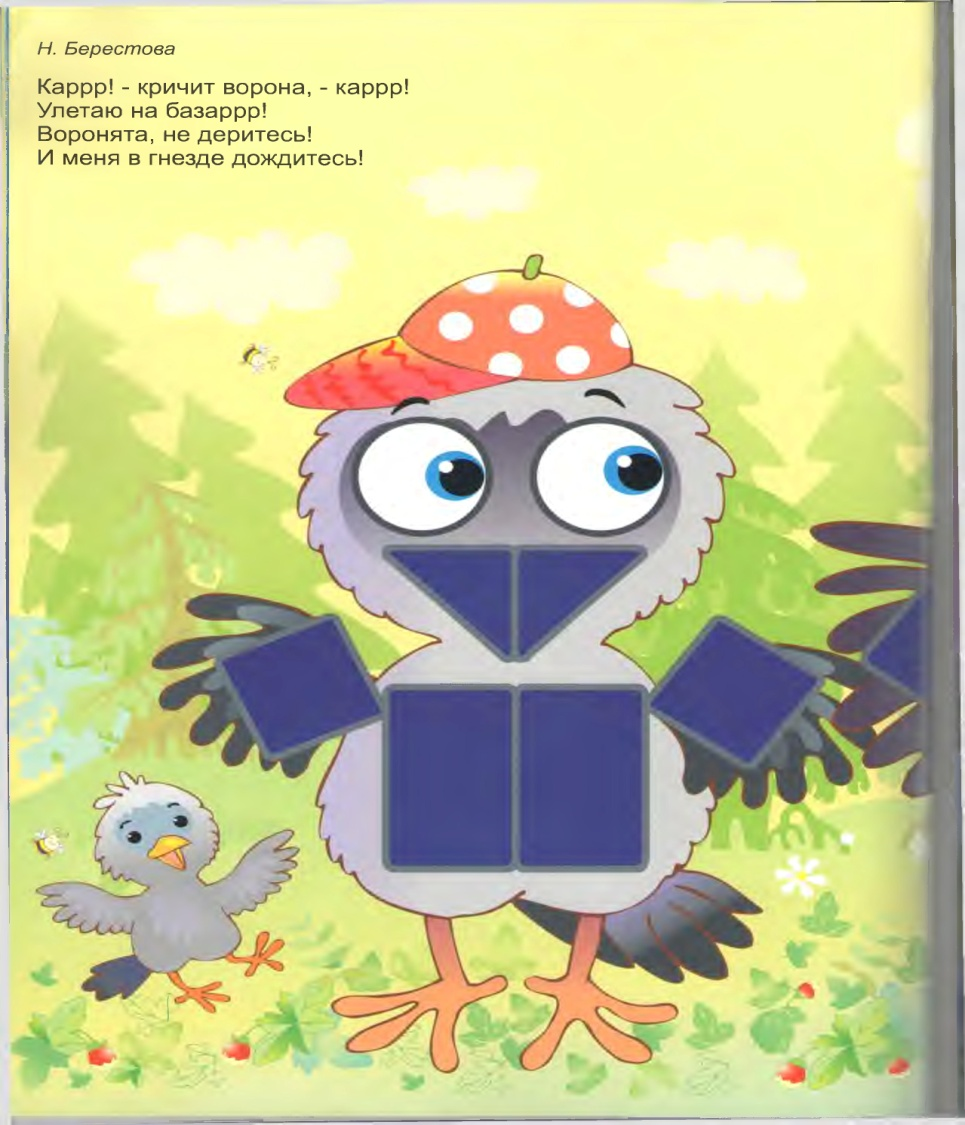 Н. Берестова
Каррр! - кричит ворона, - каррр!
Улетаю на базаррр!
Воронята, не деритесь!
И меня в гнезде дождитесь!